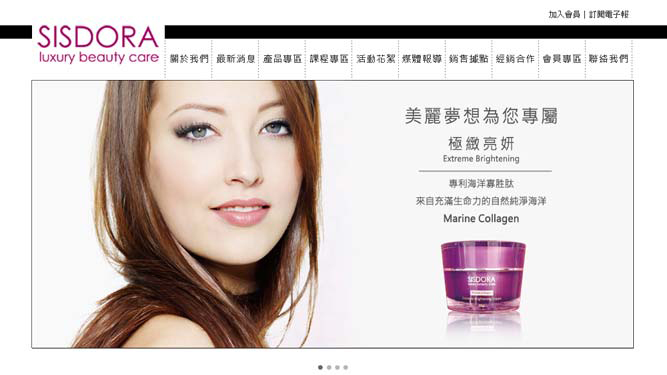 加入會員 | 訂閱電子報
SISDORA
luxury beauty care
關於我們 最新消息 產品專區 課程專區 活動花絮 媒體報導 銷售據點 經銷合作 會員專區 聯絡我們
美麗夢想為您專屬
極緻亮妍
Extreme Brightening
專利海洋寡胜肽
來自充滿生命力的自然純淨海洋
Marine Collagen
SISDORA